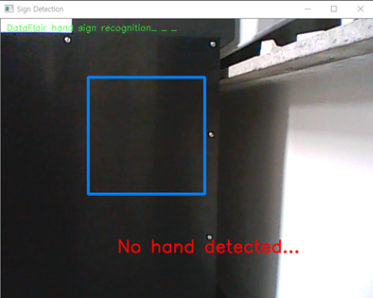 Sign Detection
DataFlair hand sign recognition_ _ _
No hand detected...